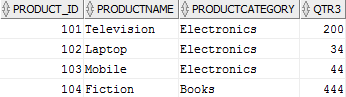 PRODUCT_ID PRODUCTNAME PRODUCTCATEGORY QTR3
101 Television Electronics 200
102 Laptop Electronics 34
103 Mobile Electronics 44
104 Fiction Books 444